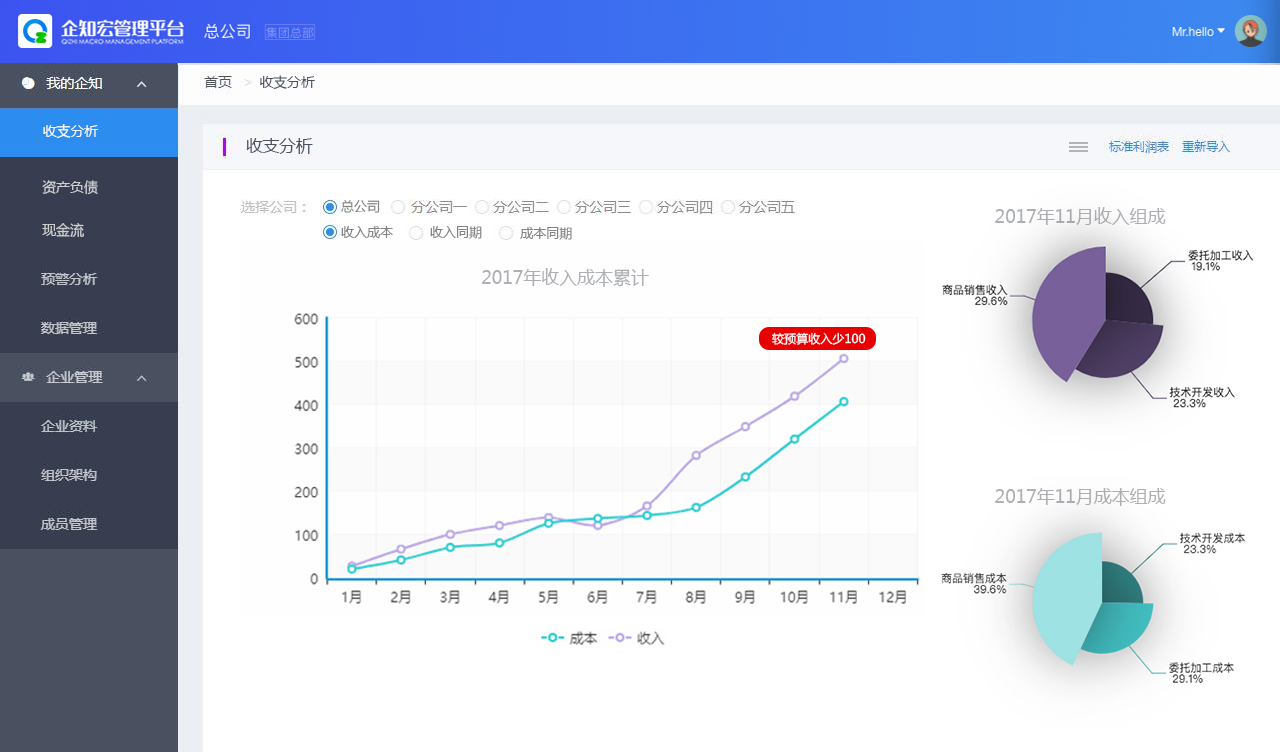 企知宏管理平台
QIZHI MACRO MANAGEMENT PLATFORM
总公司 集团总部
Mr.hello
我的企知
收支分析
资产负债
现金流
预警分析
数据管理
企业管理
企业资料
组织架构
成员管理
首页 > 收支分析
收支分析
标准利润表 重新导入
选择公司： 总公司 分公司一 分公司二 分公司三 分公司四 分公司五
收入成本 收入同期 成本同期
2017年收入成本累计
较预算收入少100
600
500
400
300
200
100
0
1月 2月 3月 4月 5月 6月 7月 8月 9月 10月 11月 12月
成本 收入
2017年11月收入组成
委托加工收入
19.1%
商品销售收入
29.6%
技术开发收入
23.3%
2017年11月成本组成
技术开发成本
23.3%
商品销售成本
39.6%
委托加工成本
29.1%